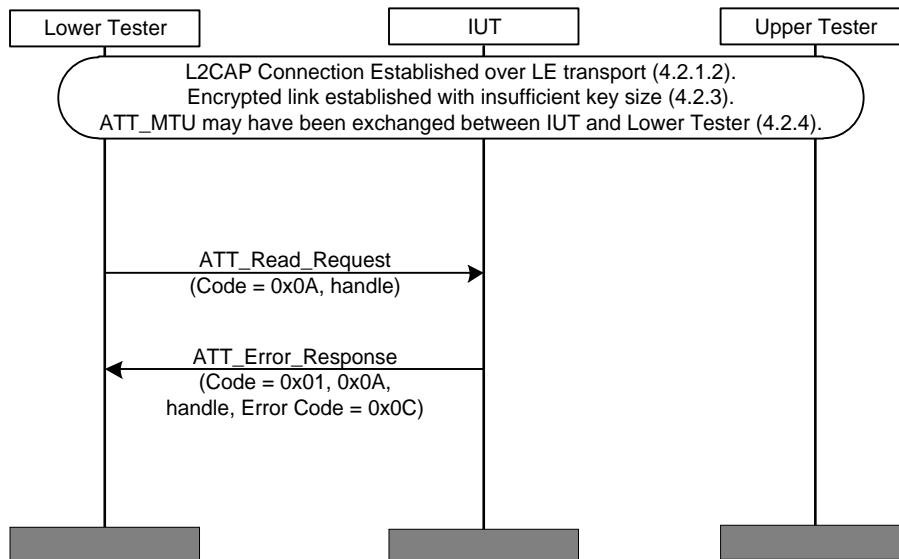 Lower Tester
IUT
Upper Tester
L2CAP Connection Established over LE transport (4.2.1.2).
Encrypted link established with insufficient key size (4.2.3).
ATT_MTU may have been exchanged between IUT and Lower Tester (4.2.4).
ATT_Read_Request
(Code = 0x0A, handle)
ATT_Error_Response
(Code = 0x01, 0x0A,
handle, Error Code = 0x0C)